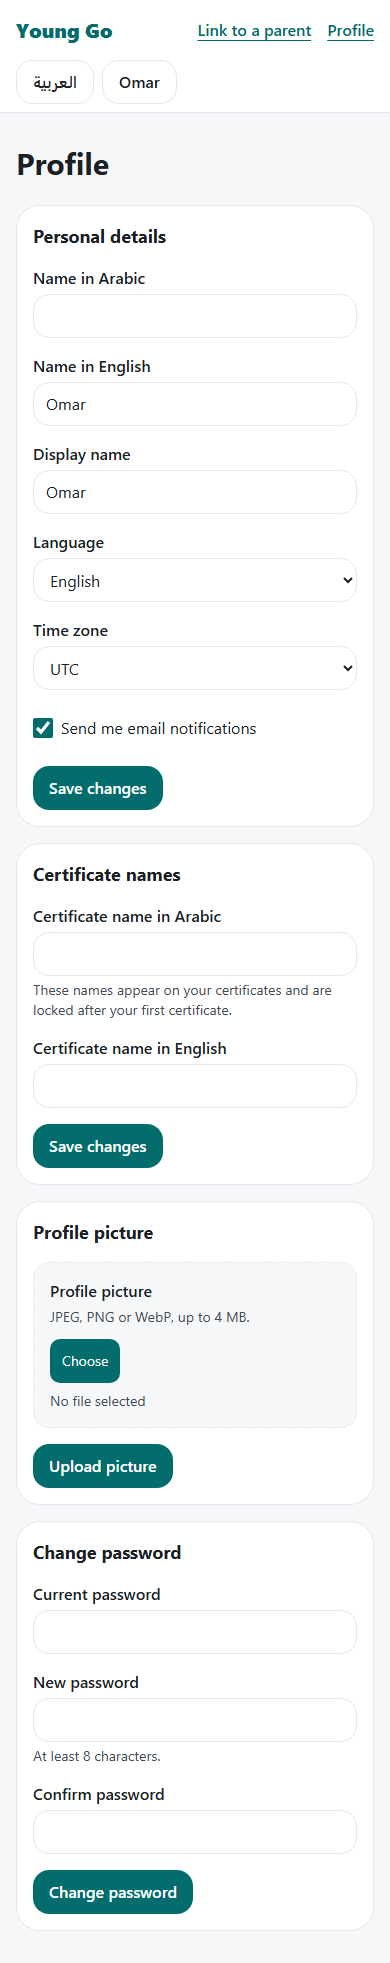 Young Go
Link to a parent
Profile
العربية
Omar
Profile
Personal details
Name in Arabic
Name in English
Omar
Display name
Omar
Language
English
Time zone
UTC
Send me email notifications
Save changes
Certificate names
Certificate name in Arabic
These names appear on your certificates and are
locked after your first certificate.
Certificate name in English
Save changes
Profile picture
Profile picture
JPEG, PNG or WebP, up to 4 MB.
Choose
No file selected
Upload picture
Change password
Current password
New password
At least 8 characters.
Confirm password
Change password